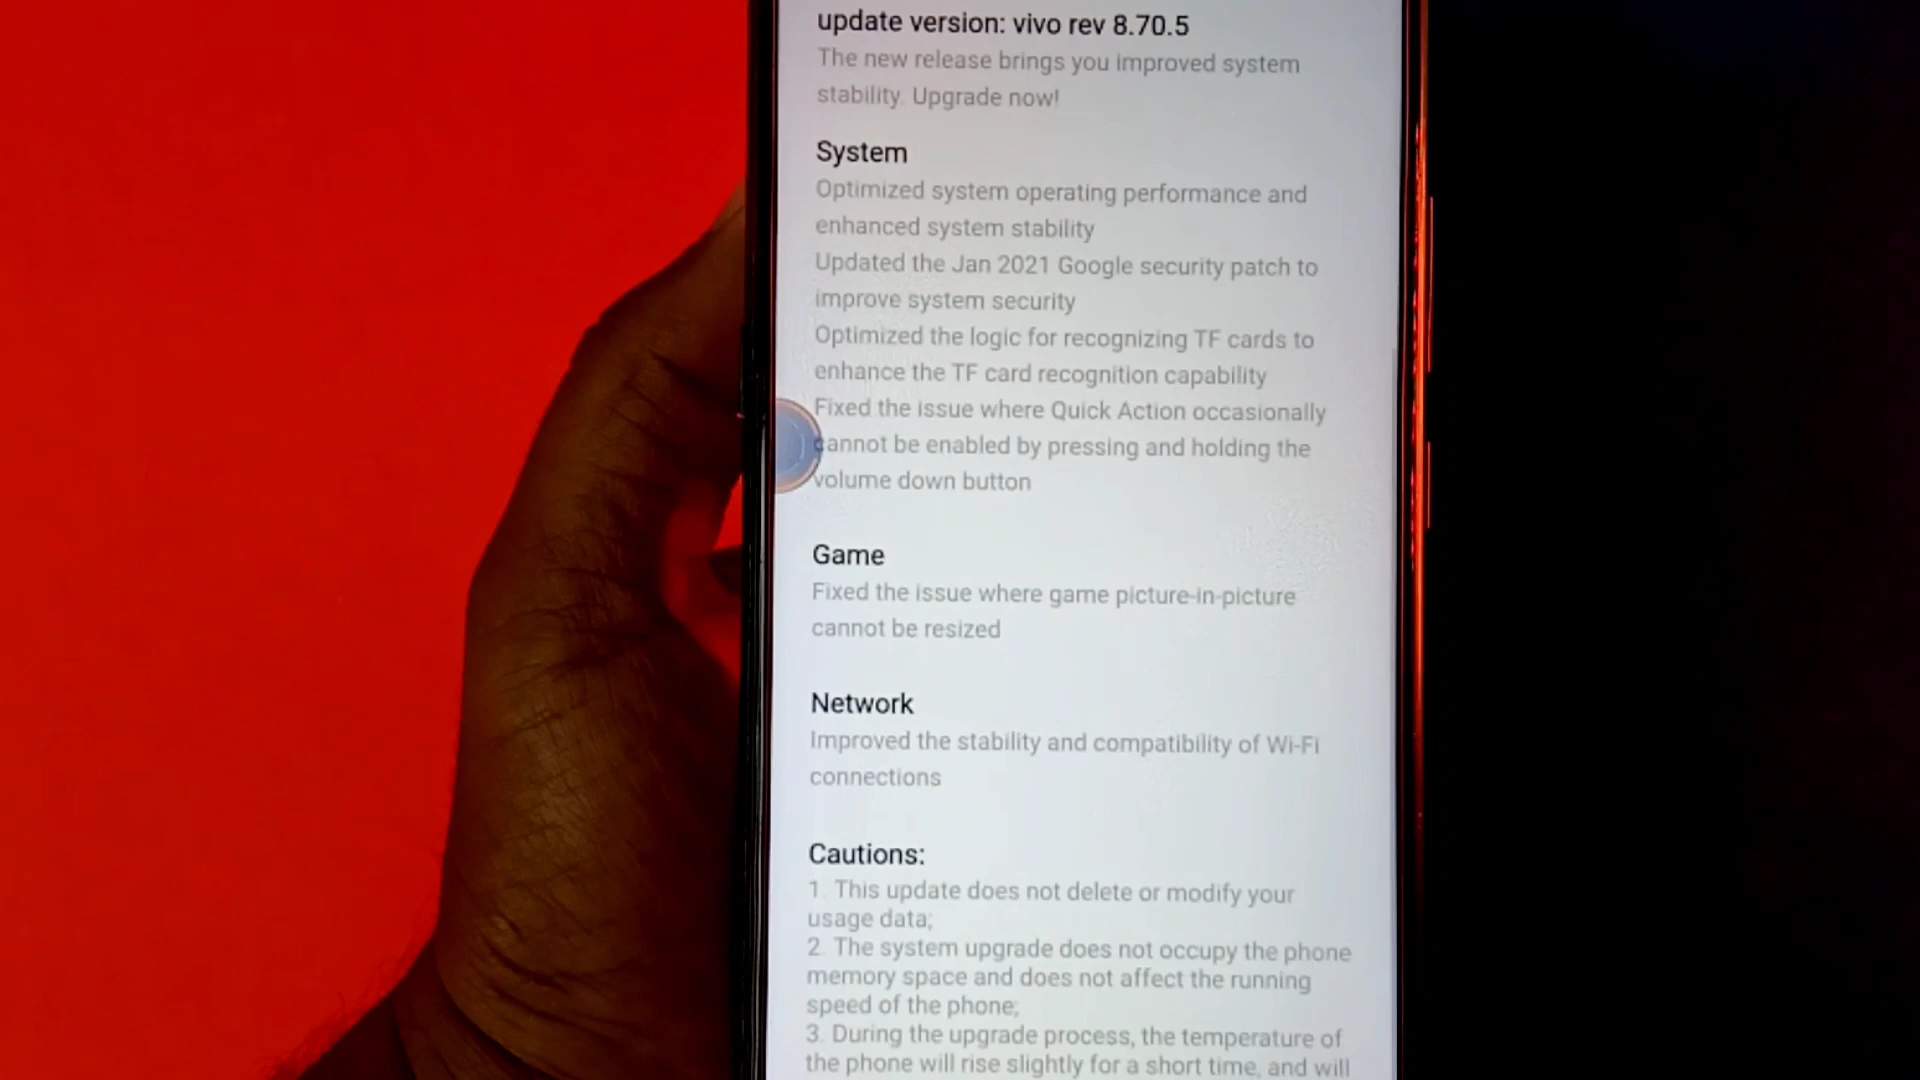 update version: vivo rev 8.70.5
The new release brings you improved system
stability. Upgrade now!
System
Optimized system operating performance and
enhanced system stability
Updated the Jan 2021 Google security patch to
improve system security
Optimized the logic for recognizing TF cards to
enhance the TF card recognition capability
Fixed the issue where Quick Action occasionally
cannot be enabled by pressing and holding the
volume down button
Game
Fixed the issue where game picture-in-picture
cannot be resized
Network
Improved the stability and compatibility of Wi-Fi
connections
Cautions:
1. This update does not delete or modify your
usage data;
2. The system upgrade does not occupy the phone
memory space and does not affect the running
speed of the phone;
3. During the upgrade process, the temperature of
the phone will rise slightly for a short time, and will